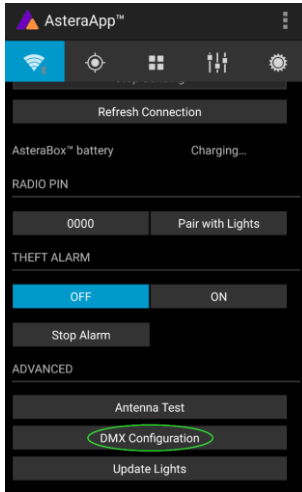 AsteraApp™
Refresh Connection
AsteraBox™ battery Charging...
RADIO PIN
0000 Pair with Lights
THEFT ALARM
OFF ON
Stop Alarm
ADVANCED
Antenna Test
DMX Configuration
Update Lights